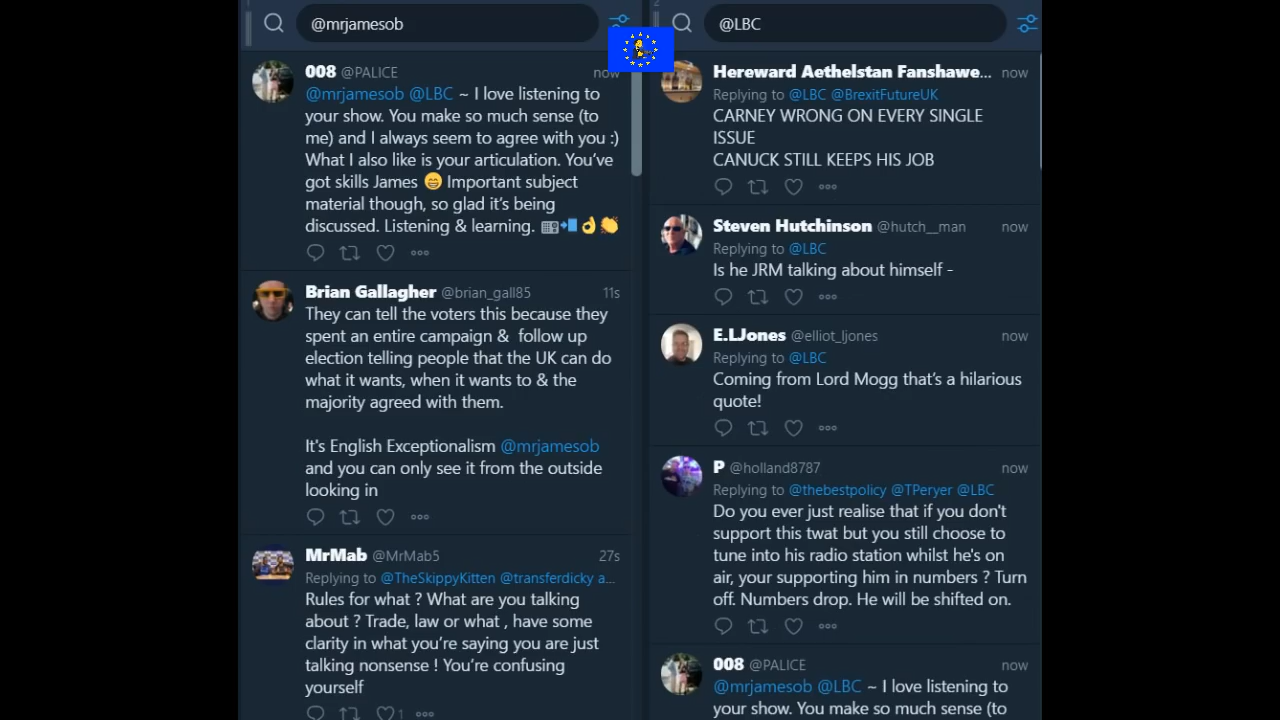 @mrjamesob
008 @PALICE now
@mrjamesob @LBC ~ I love listening to
your show. You make so much sense (to
me) and I always seem to agree with you :)
What I also like is your articulation. You've
got skills James 😁 Important subject
material though, so glad it's being
discussed. Listening & learning. 📻📲👌👏
Brian Gallagher @brian_gall85 11s
They can tell the voters this because they
spent an entire campaign & follow up
election telling people that the UK can do
what it wants, when it wants to & the
majority agreed with them.
It's English Exceptionalism @mrjamesob
and you can only see it from the outside
looking in
MrMab @MrMab5 27s
Replying to @TheSkippyKitten @transferdicky a...
Rules for what ? What are you talking
about ? Trade, law or what , have some
clarity in what you're saying you are just
talking nonsense ! You're confusing
yourself
1
@LBC
Hereward Aethelstan Fanshawe... now
Replying to @LBC @BrexitFutureUK
CARNEY WRONG ON EVERY SINGLE
ISSUE
CANUCK STILL KEEPS HIS JOB
Steven Hutchinson @hutch__man now
Replying to @LBC
Is he JRM talking about himself -
E.LJones @elliot_ljones now
Replying to @LBC
Coming from Lord Mogg that's a hilarious
quote!
P @holland8787 now
Replying to @thebestpolicy @TPeryer @LBC
Do you ever just realise that if you don't
support this twat but you still choose to
tune into his radio station whilst he's on
air, your supporting him in numbers ? Turn
off. Numbers drop. He will be shifted on.
008 @PALICE now
@mrjamesob @LBC ~ I love listening to
your show. You make so much sense (to